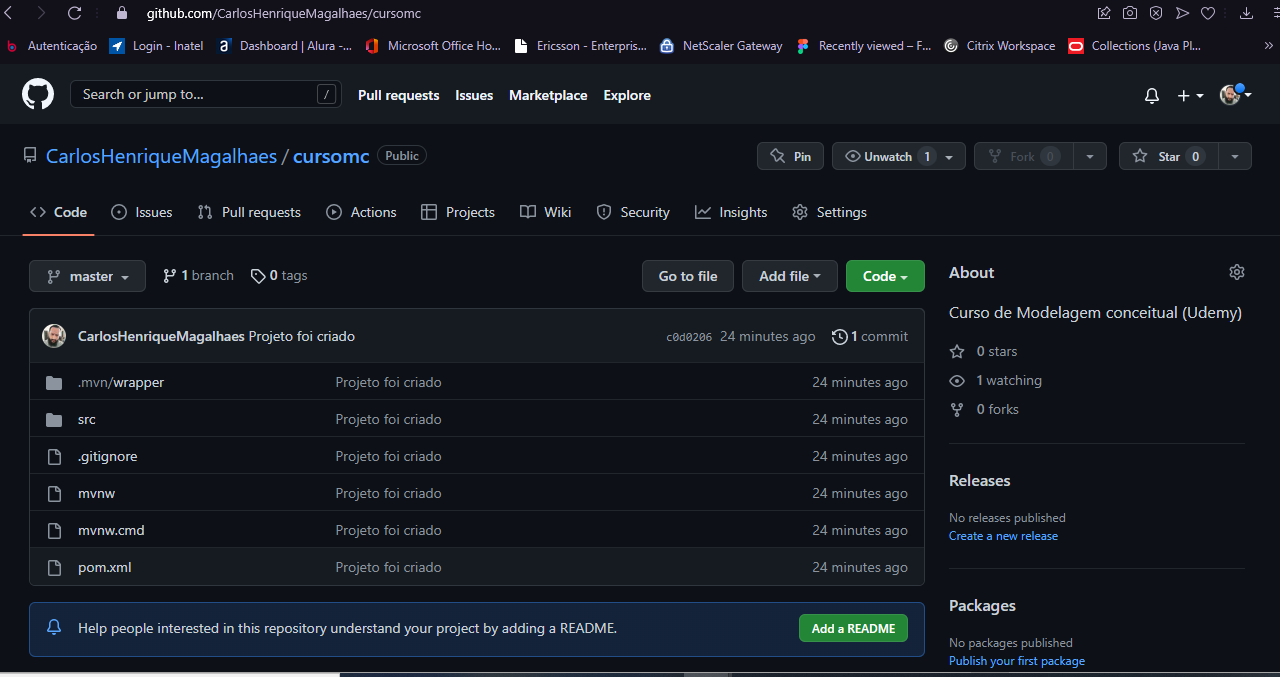 github.com/CarlosHenriqueMagalhaes/cursomc
b Autenticação Login - Inatel a Dashboard | Alura -... Microsoft Office Ho... Ericsson - Enterpris... NetScaler Gateway Recently viewed – F... Citrix Workspace Collections (Java Pl... »
Search or jump to... / Pull requests Issues Marketplace Explore
CarlosHenriqueMagalhaes / cursomc Public Pin Unwatch 1 Fork 0 Star 0
Code Issues Pull requests Actions Projects Wiki Security Insights Settings
master 1 branch 0 tags Go to file Add file Code
CarlosHenriqueMagalhaes Projeto foi criado c0d0206 24 minutes ago 1 commit
.mvn/wrapper Projeto foi criado 24 minutes ago
src Projeto foi criado 24 minutes ago
.gitignore Projeto foi criado 24 minutes ago
mvnw Projeto foi criado 24 minutes ago
mvnw.cmd Projeto foi criado 24 minutes ago
pom.xml Projeto foi criado 24 minutes ago
Help people interested in this repository understand your project by adding a README. Add a README
About
Curso de Modelagem conceitual (Udemy)
0 stars
1 watching
0 forks
Releases
No releases published
Create a new release
Packages
No packages published
Publish your first package